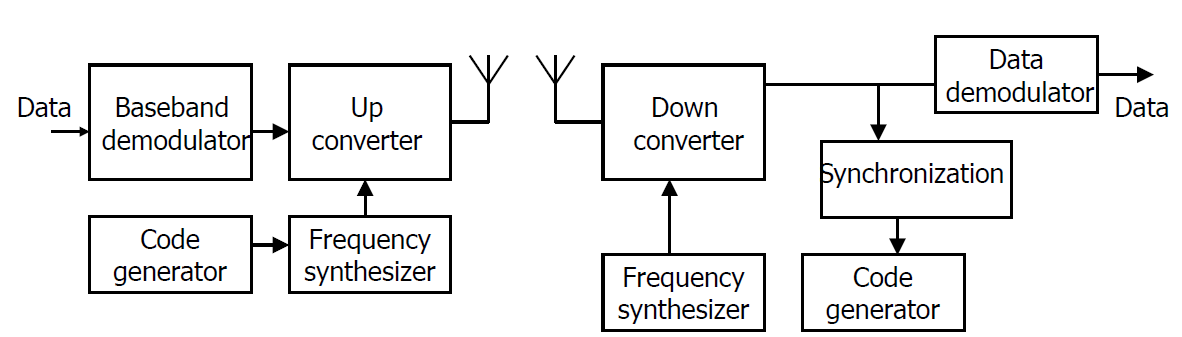 Data
Baseband
demodulator
Up
converter
Code
generator
Frequency
synthesizer
Down
converter
Frequency
synthesizer
Data
demodulator
Data
Synchronization
Code
generator